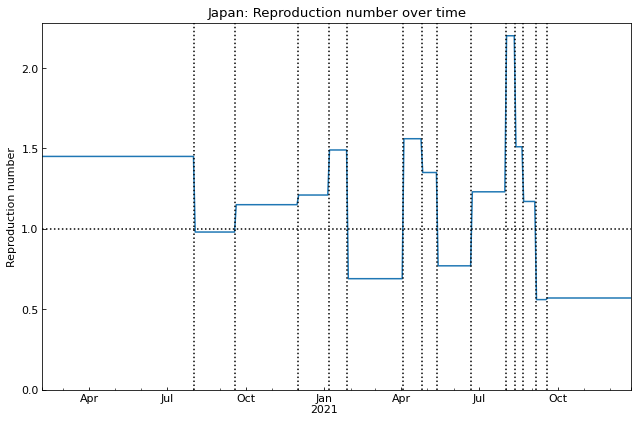 Japan: Reproduction number over time
Reproduction number
2.0
1.5
1.0
0.5
0.0
Apr Jul Oct Jan Apr Jul Oct
2021